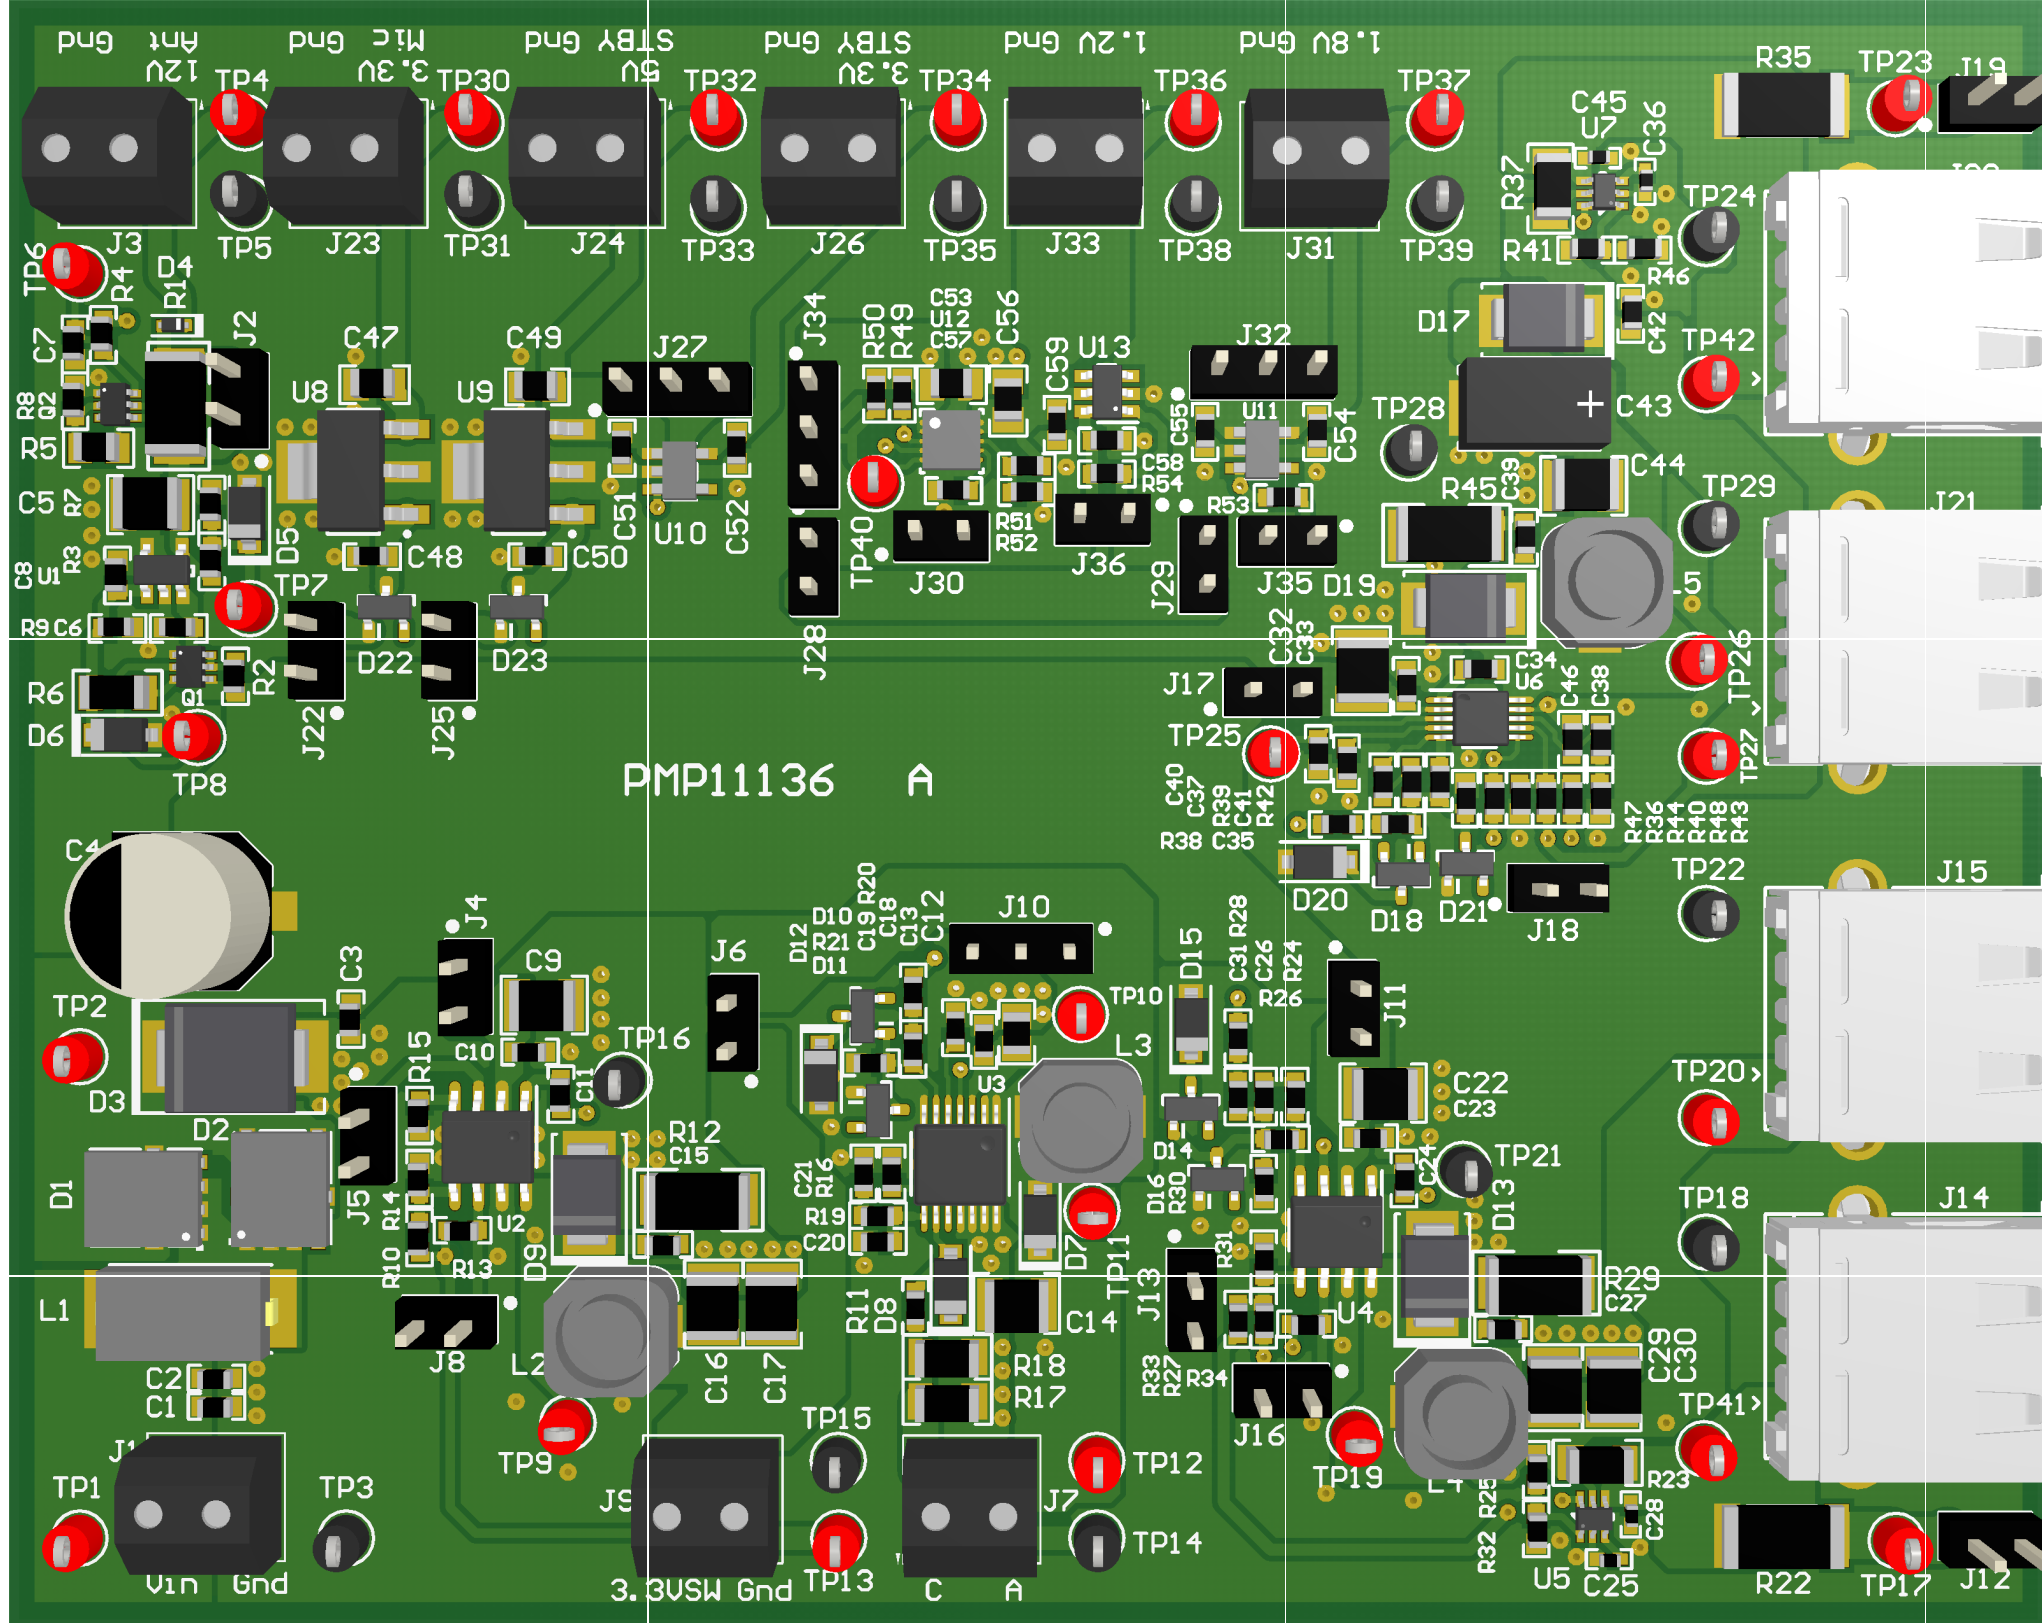 Gnd Ant Gnd Mic Gnd STBY Gnd STBY 1.2V Gnd 1.8V Gnd
12V 3.3V 5V 3.3V
TP4 TP30 TP32 TP34 TP36 TP37 R35 TP23 J19
C45 U7 C36
R37 TP24
J3 TP5 J23 TP31 J24 TP33 J26 TP35 J33 TP38 J31 TP39 R41 R46
TP6 R4 D4 R1 J2
C7 C47 C49 J27 J34 R50 R49 C53 U12 C57 C56 C59 U13 J32 D17 C42 TP42
R8 Q2 U8 U9 C55 U11 C54 TP28 C43
R5 C58 R54 C39 C44
C5 R7 D5 C51 U10 C52 TP40 R51 R52 R53 R45 TP29 J21
C8 U1 R3 C48 C50 J30 J36 J29 J35 D19 L5
TP7
R9 C6 D22 D23 J28 C32 C33 C34 U6 C46 C38 TP26
R6 Q1 R2 J22 J25 J17
D6 TP8 TP25 TP27
PMP11136 A
C40 C37 R39 C41 R42 R47 R36 R44 R40 R48 R43
R38 C35
C4 D20 D18 D21 J18 TP22 J15
J4 J6 D12 D10 R21 D11 C19 R20 C18 C13 C12 J10 D15 C31 R28 C26 R24 R26 J11
C3 C9 TP10
TP2 R15 C10 TP16 L3
D3 C11 U3 C22 C23 TP20
D2 R12 C15 D14 C24 TP21
D1 J5 R14 U2 C21 R16 D16 R30 D13 TP18 J14
R10 R13 D9 R19 C20 D7 TP11 R31
L1 R11 D8 C14 J13 U4 R29 C27
J8 L2 C16 C17 R18 R17 R33 R27 R34 C29 C30
C2
C1
TP9 TP15 J16 TP19 L4 TP41
J1 TP12 R25 R23
TP1 TP3 J9 J7 R32 C28
TP14
Vin Gnd 3.3VSW Gnd TP13 C A U5 C25 R22 TP17 J12